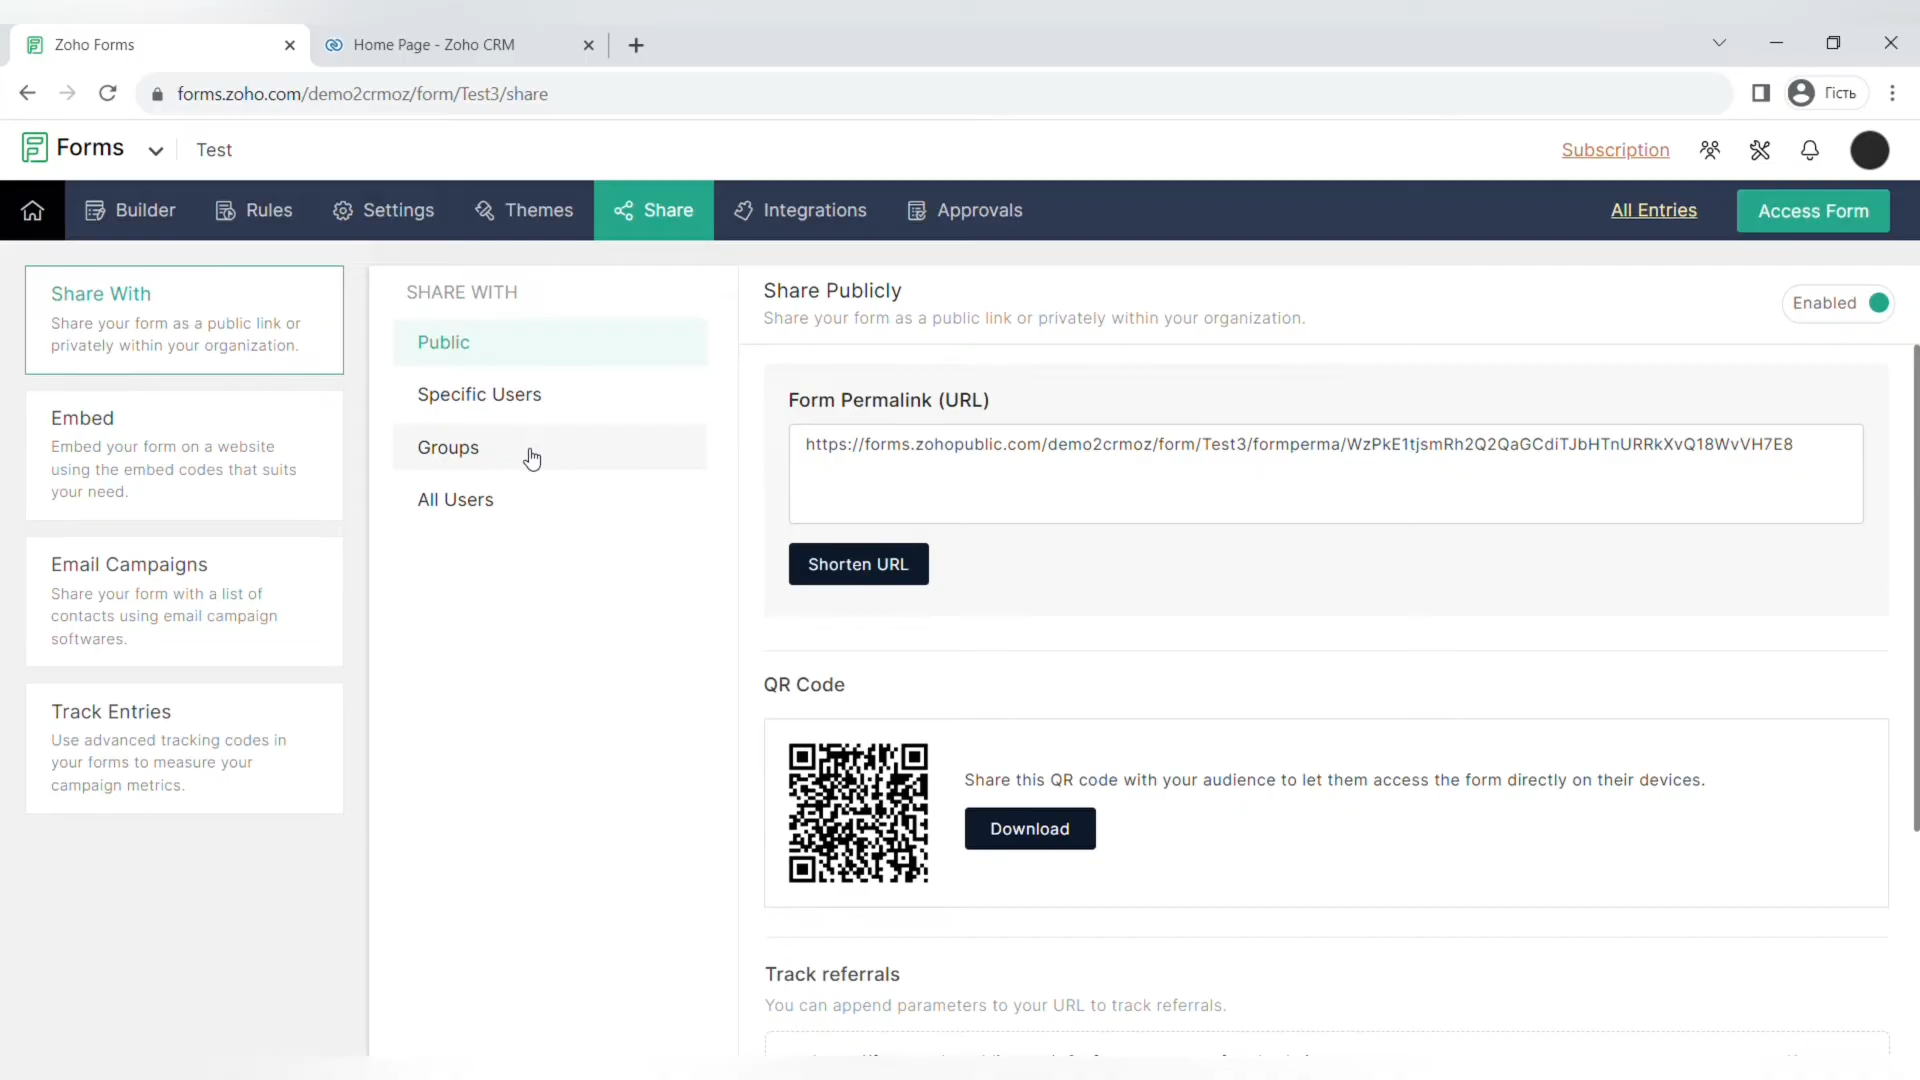 Zoho Forms
Home Page - Zoho CRM
forms.zoho.com/demo2crmoz/form/Test3/share
Гість
Forms
Test
Subscription
Builder
Rules
Settings
Themes
Share
Integrations
Approvals
All Entries
Access Form
Share With
Share your form as a public link or
privately within your organization.
Embed
Embed your form on a website
using the embed codes that suits
your need.
Email Campaigns
Share your form with a list of
contacts using email campaign
softwares.
Track Entries
Use advanced tracking codes in
your forms to measure your
campaign metrics.
SHARE WITH
Public
Specific Users
Groups
All Users
Share Publicly
Share your form as a public link or privately within your organization.
Enabled
Form Permalink (URL)
https://forms.zohopublic.com/demo2crmoz/form/Test3/formperma/WzPkE1tjsmRh2Q2QaGCdiTJbHTnURRkXvQ18WvVH7E8
Shorten URL
QR Code
Share this QR code with your audience to let them access the form directly on their devices.
Download
Track referrals
You can append parameters to your URL to track referrals.